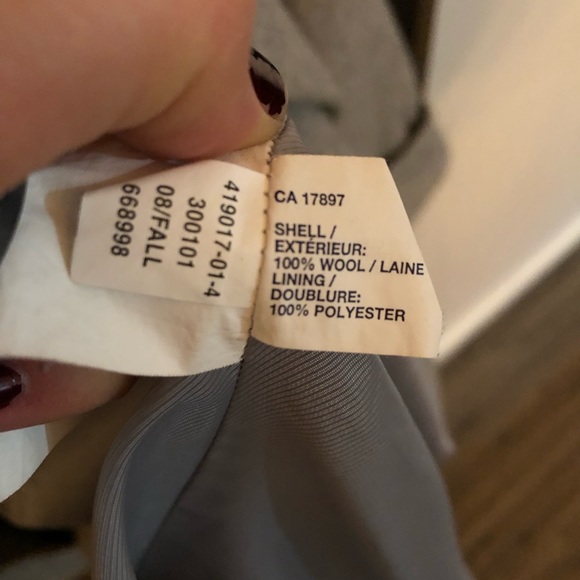 419017-01-4
300101
08/FALL
668998
CA 17897
SHELL /
EXTÉRIEUR:
100% WOOL / LAINE
LINING /
DOUBLURE:
100% POLYESTER